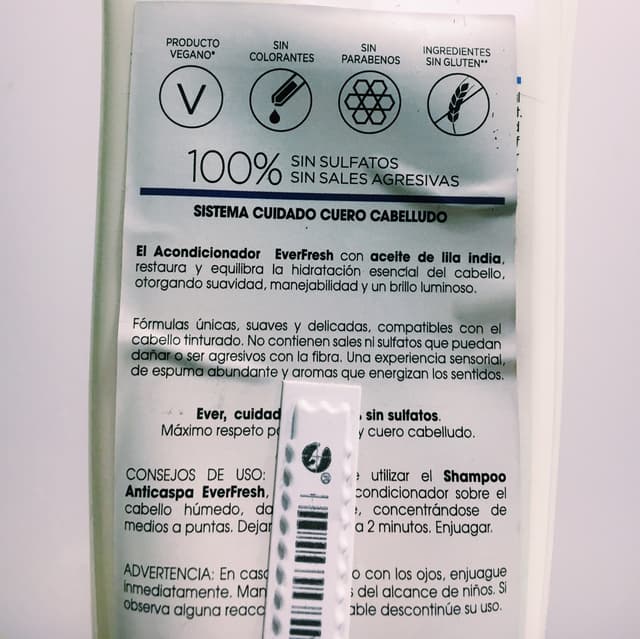 PRODUCTO VEGANO*
SIN COLORANTES
SIN PARABENOS
INGREDIENTES SIN GLUTEN**
V
100% SIN SULFATOS
SIN SALES AGRESIVAS
SISTEMA CUIDADO CUERO CABELLUDO
El Acondicionador EverFresh con aceite de lila india,
restaura y equilibra la hidratación esencial del cabello,
otorgando suavidad, manejabilidad y un brillo luminoso.
Fórmulas únicas, suaves y delicadas, compatibles con el
cabello tinturado. No contienen sales ni sulfatos que puedan
dañar o ser agresivos con la fibra. Una experiencia sensorial,
de espuma abundante y aromas que energizan los sentidos.
Ever, cuidad sin sulfatos.
Máximo respeto y cuero cabelludo.
CONSEJOS DE USO: utilizar el Shampoo
Anticaspa EverFresh, condicionador sobre el
cabello húmedo, concentrándose de
medios a puntas. Dejar a 2 minutos. Enjuagar.
ADVERTENCIA: En caso o con los ojos, enjuague
inmediatamente. Man del alcance de niños. Si
observa alguna reacc able descontinúe su uso.